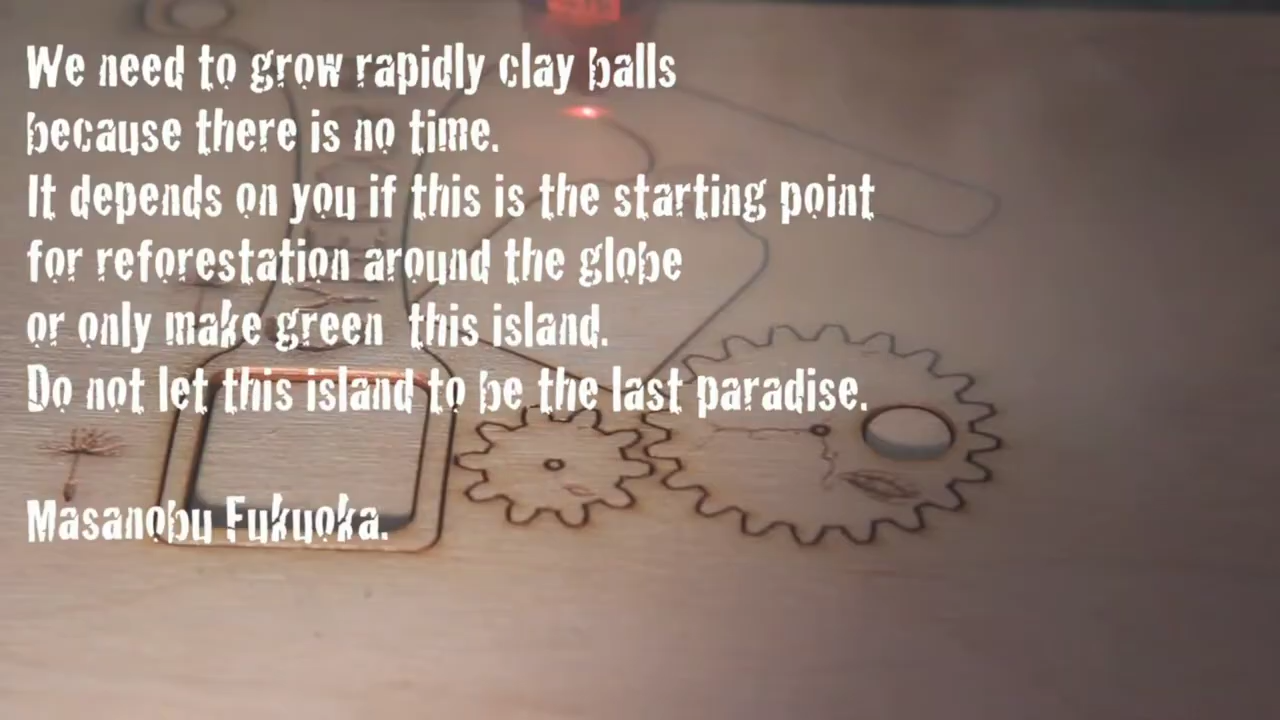 We need to grow rapidly clay balls
because there is no time.
It depends on you if this is the starting point
for reforestation around the globe
or only make green this island.
Do not let this island to be the last paradise.
Masanobu Fukuoka.